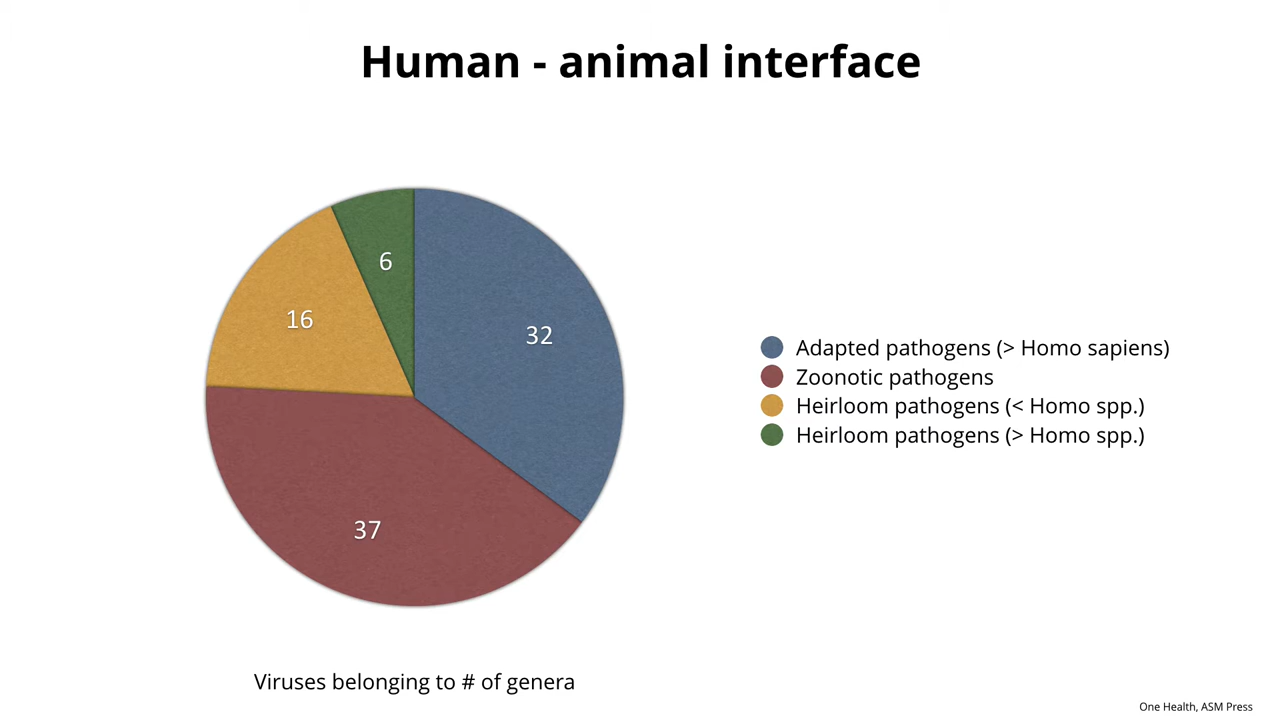 Human - animal interface
6
16
32
37
Adapted pathogens (> Homo sapiens)
Zoonotic pathogens
Heirloom pathogens (< Homo spp.)
Heirloom pathogens (> Homo spp.)
Viruses belonging to # of genera
One Health, ASM Press